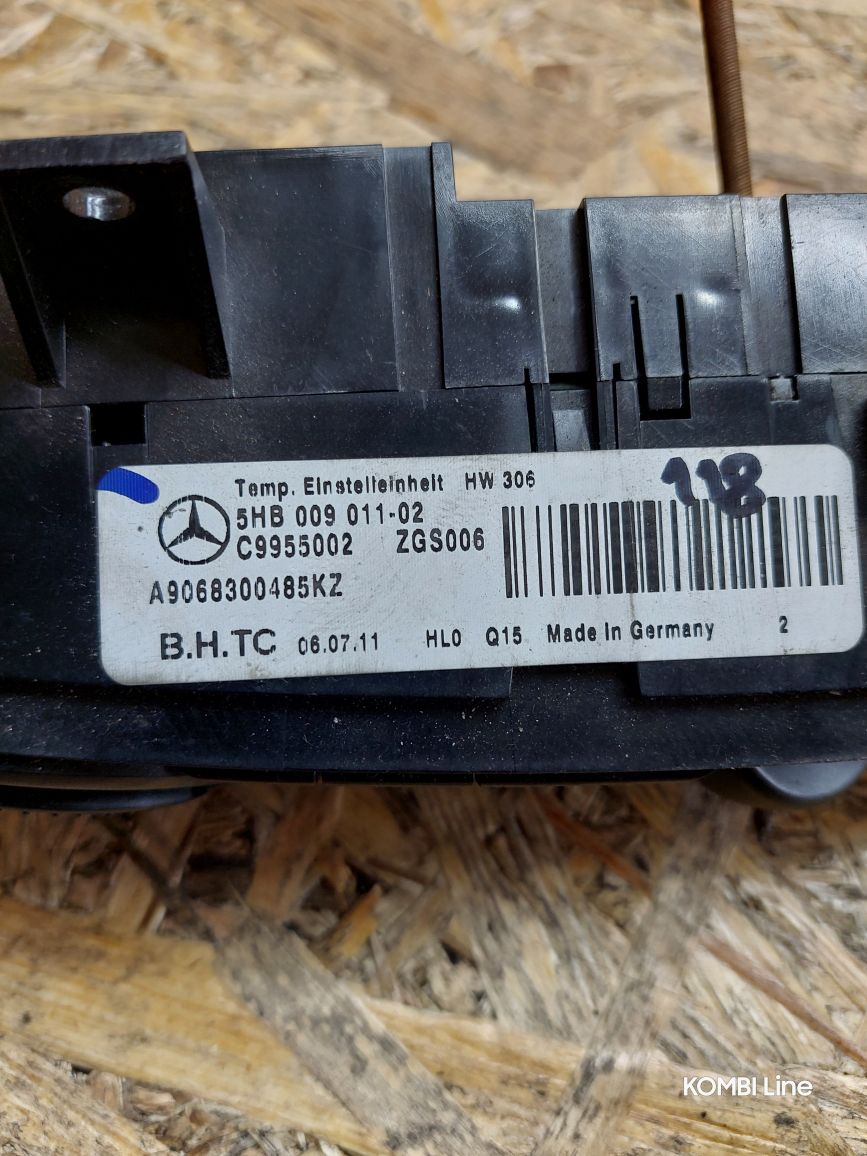 Temp. Einstelleinheit HW 306
118
5HB 009 011-02
C9955002 ZGS006
A9068300485KZ
B.H.TC 06.07.11 HL0 Q15 Made in Germany 2
KOMBI Line